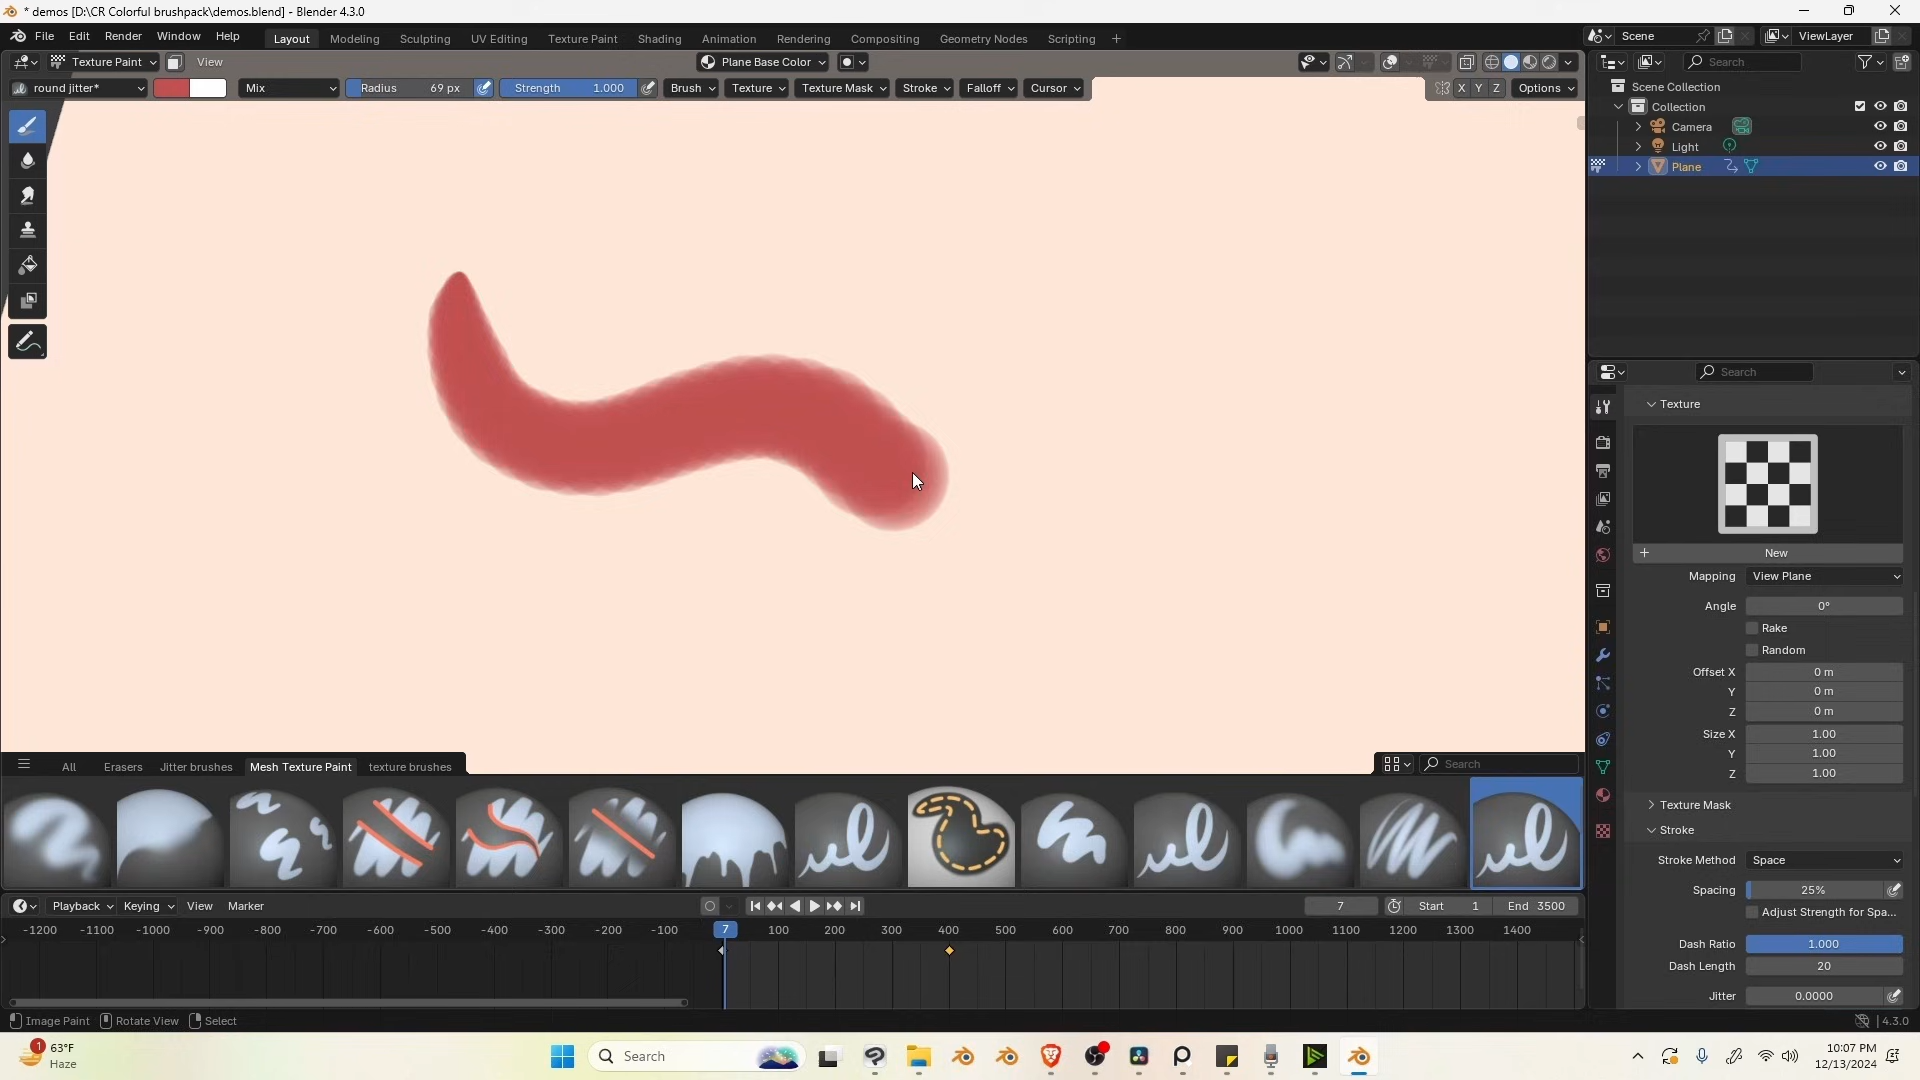 * demos [D:\CR Colorful brushpack\demos.blend] - Blender 4.3.0
File Edit Render Window Help Layout Modeling Sculpting UV Editing Texture Paint Shading Animation Rendering Compositing Geometry Nodes Scripting + Scene ViewLayer
Texture Paint View Plane Base Color Search
round jitter* Mix Radius 69 px Strength 1.000 Brush Texture Texture Mask Stroke Falloff Cursor X Y Z Options
Scene Collection
Collection
Camera
Light
Plane
Search
Texture
+ New
Mapping View Plane
Angle 0°
Rake
Random
Offset X 0 m
Y 0 m
Z 0 m
Size X 1.00
Y 1.00
Z 1.00
Texture Mask
Stroke
Stroke Method Space
Spacing 25%
Adjust Strength for Spa...
Dash Ratio 1.000
Dash Length 20
Jitter 0.0000
All Erasers Jitter brushes Mesh Texture Paint texture brushes Search
Playback Keying View Marker 7 Start 1 End 3500
-1200 -1100 -1000 -900 -800 -700 -600 -500 -400 -300 -200 -100 7 100 200 300 400 500 600 700 800 900 1000 1100 1200 1300 1400
Image Paint Rotate View Select 4.3.0
1 63°F
Haze
Search
10:07 PM
12/13/2024